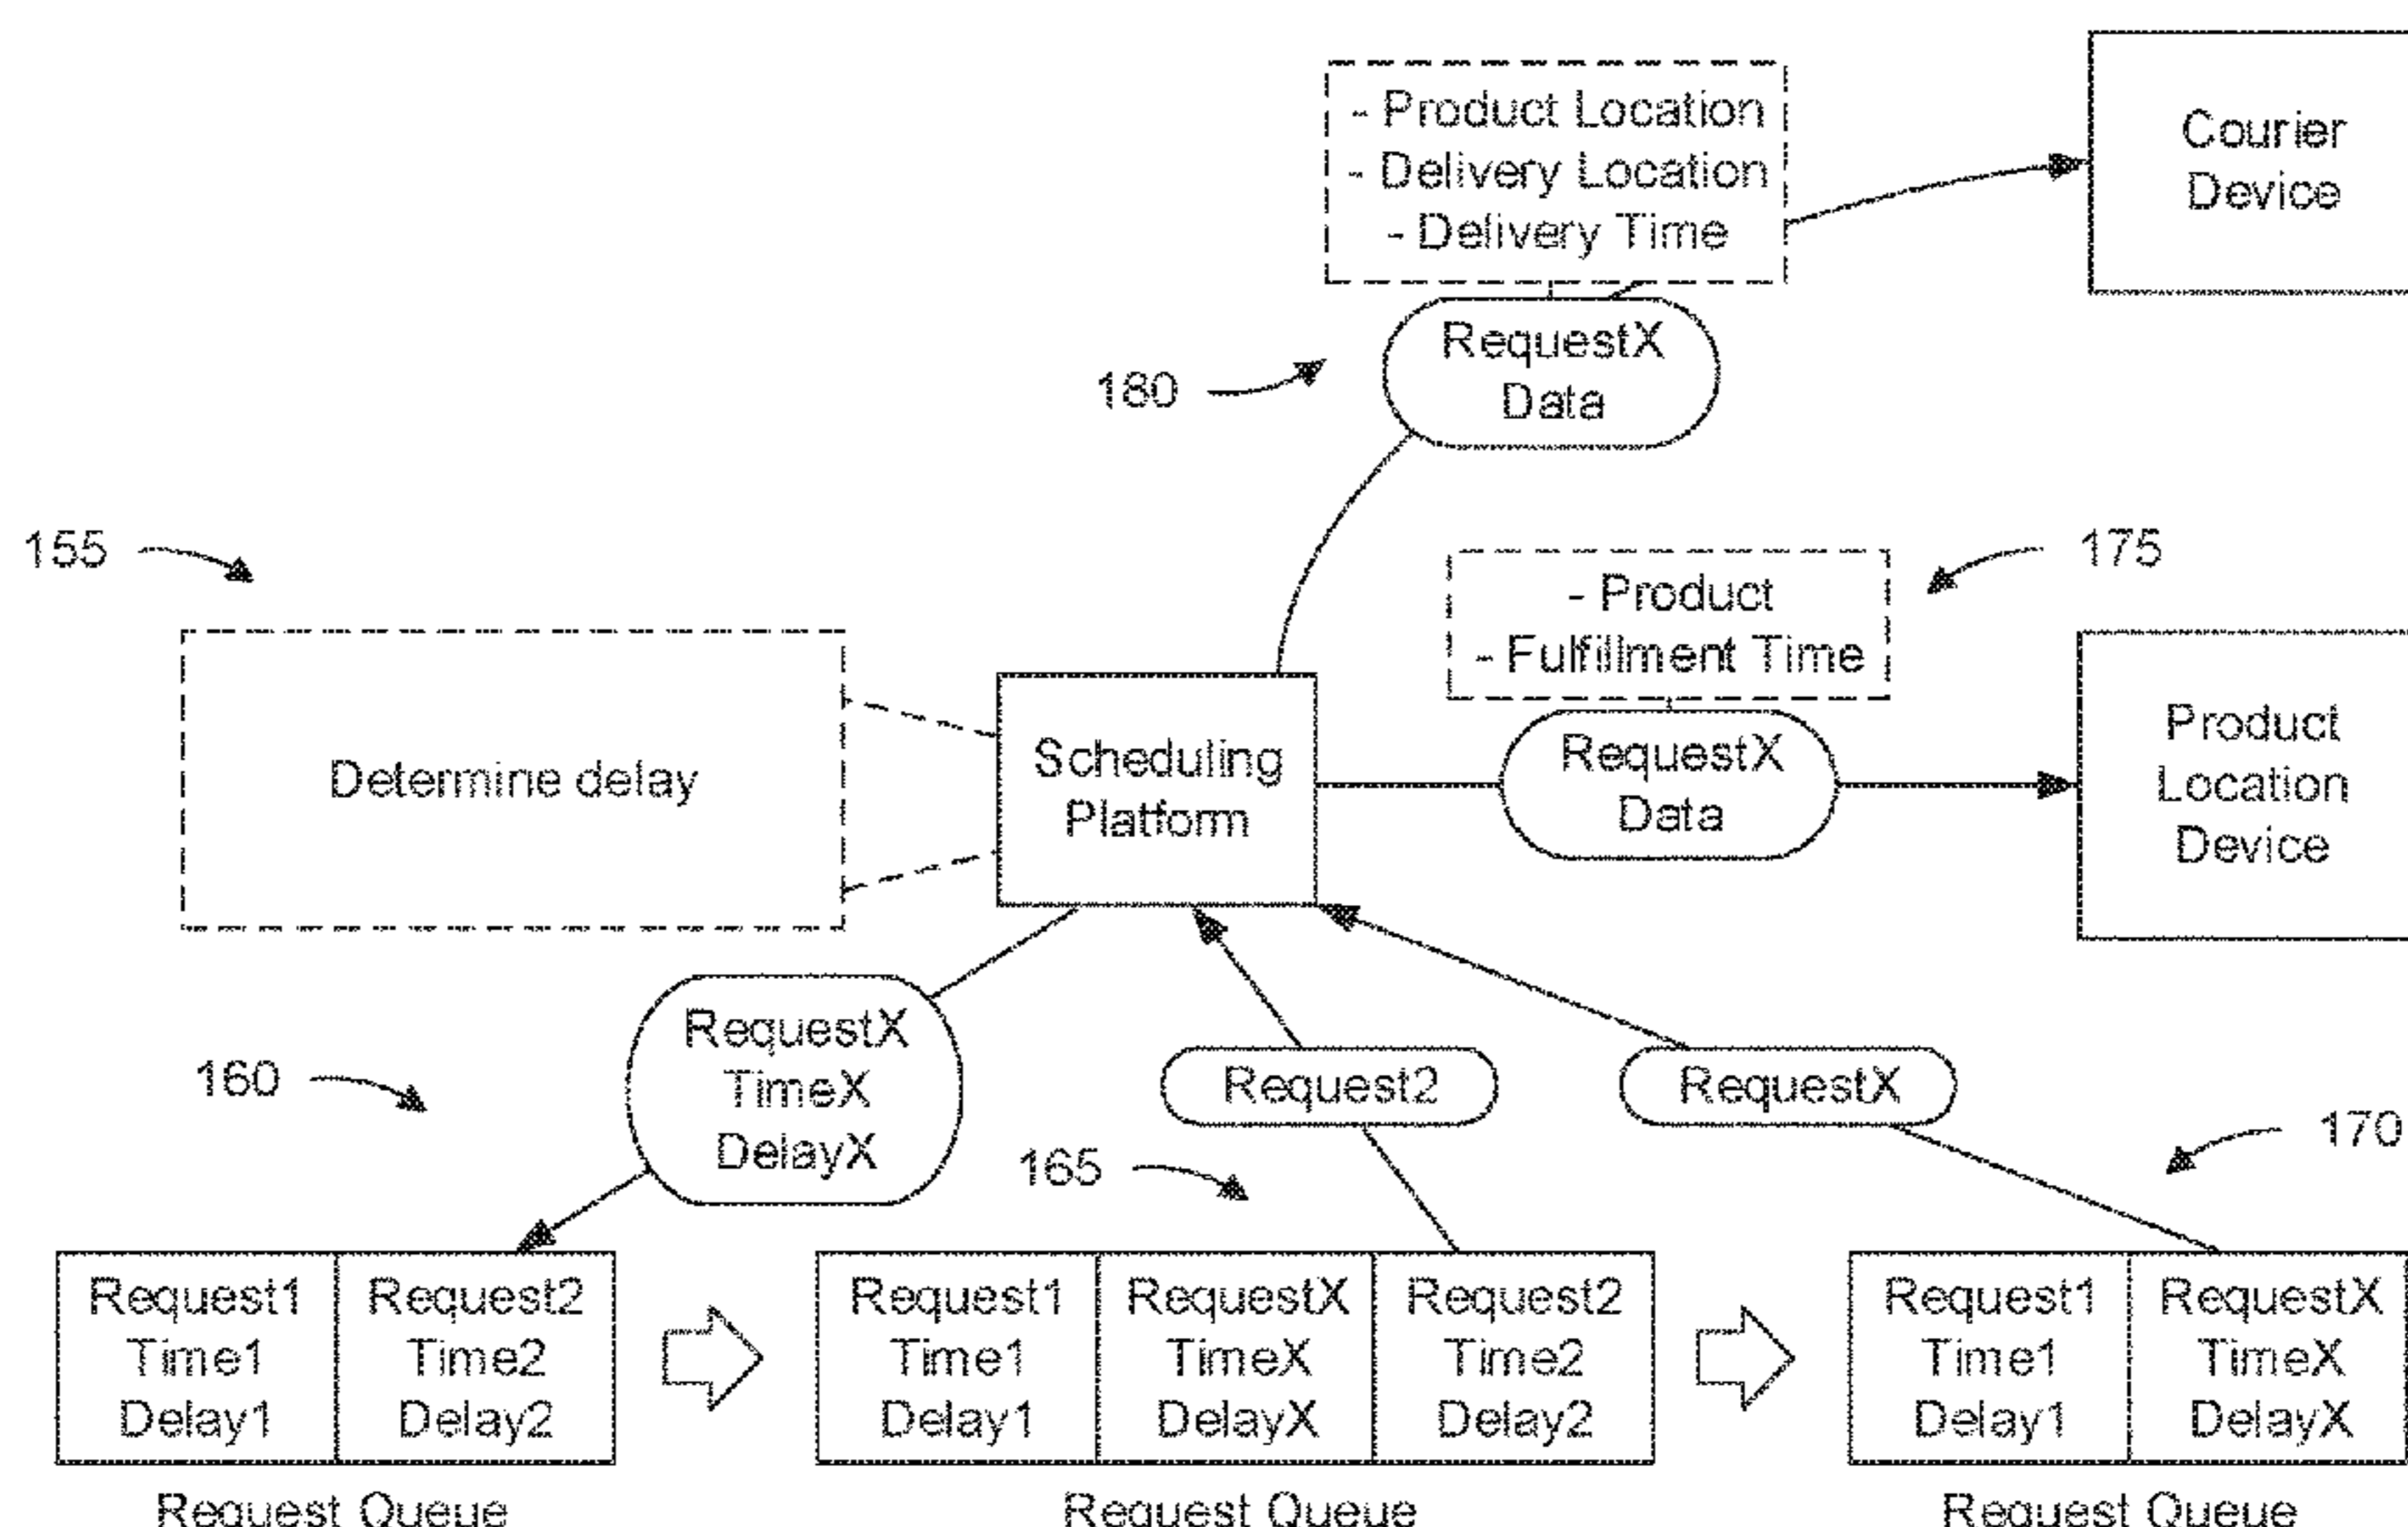 - Product Location
- Delivery Location
- Delivery Time
Courier
Device
RequestX
Data
180
155
175
- Product
- Fulfillment Time
Determine delay
Scheduling
Platform
RequestX
Data
Product
Location
Device
RequestX
TimeX
DelayX
160
Request2
RequestX
165
170
Request1
Time1
Delay1
Request2
Time2
Delay2
Request1
Time1
Delay1
RequestX
TimeX
DelayX
Request2
Time2
Delay2
Request1
Time1
Delay1
RequestX
TimeX
DelayX
Request Queue
Request Queue
Request Queue